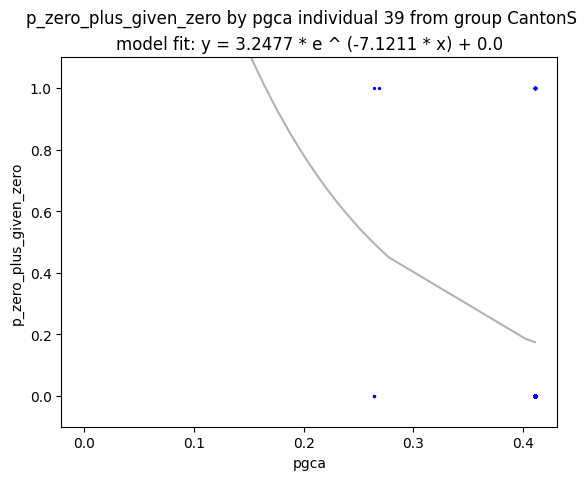 p_zero_plus_given_zero by pgca individual 39 from group CantonS
model fit: y = 3.2477 * e ^ (-7.1211 * x) + 0.0
1.0
0.8
0.6
0.4
0.2
0.0
p_zero_plus_given_zero
0.0 0.1 0.2 0.3 0.4
pgca